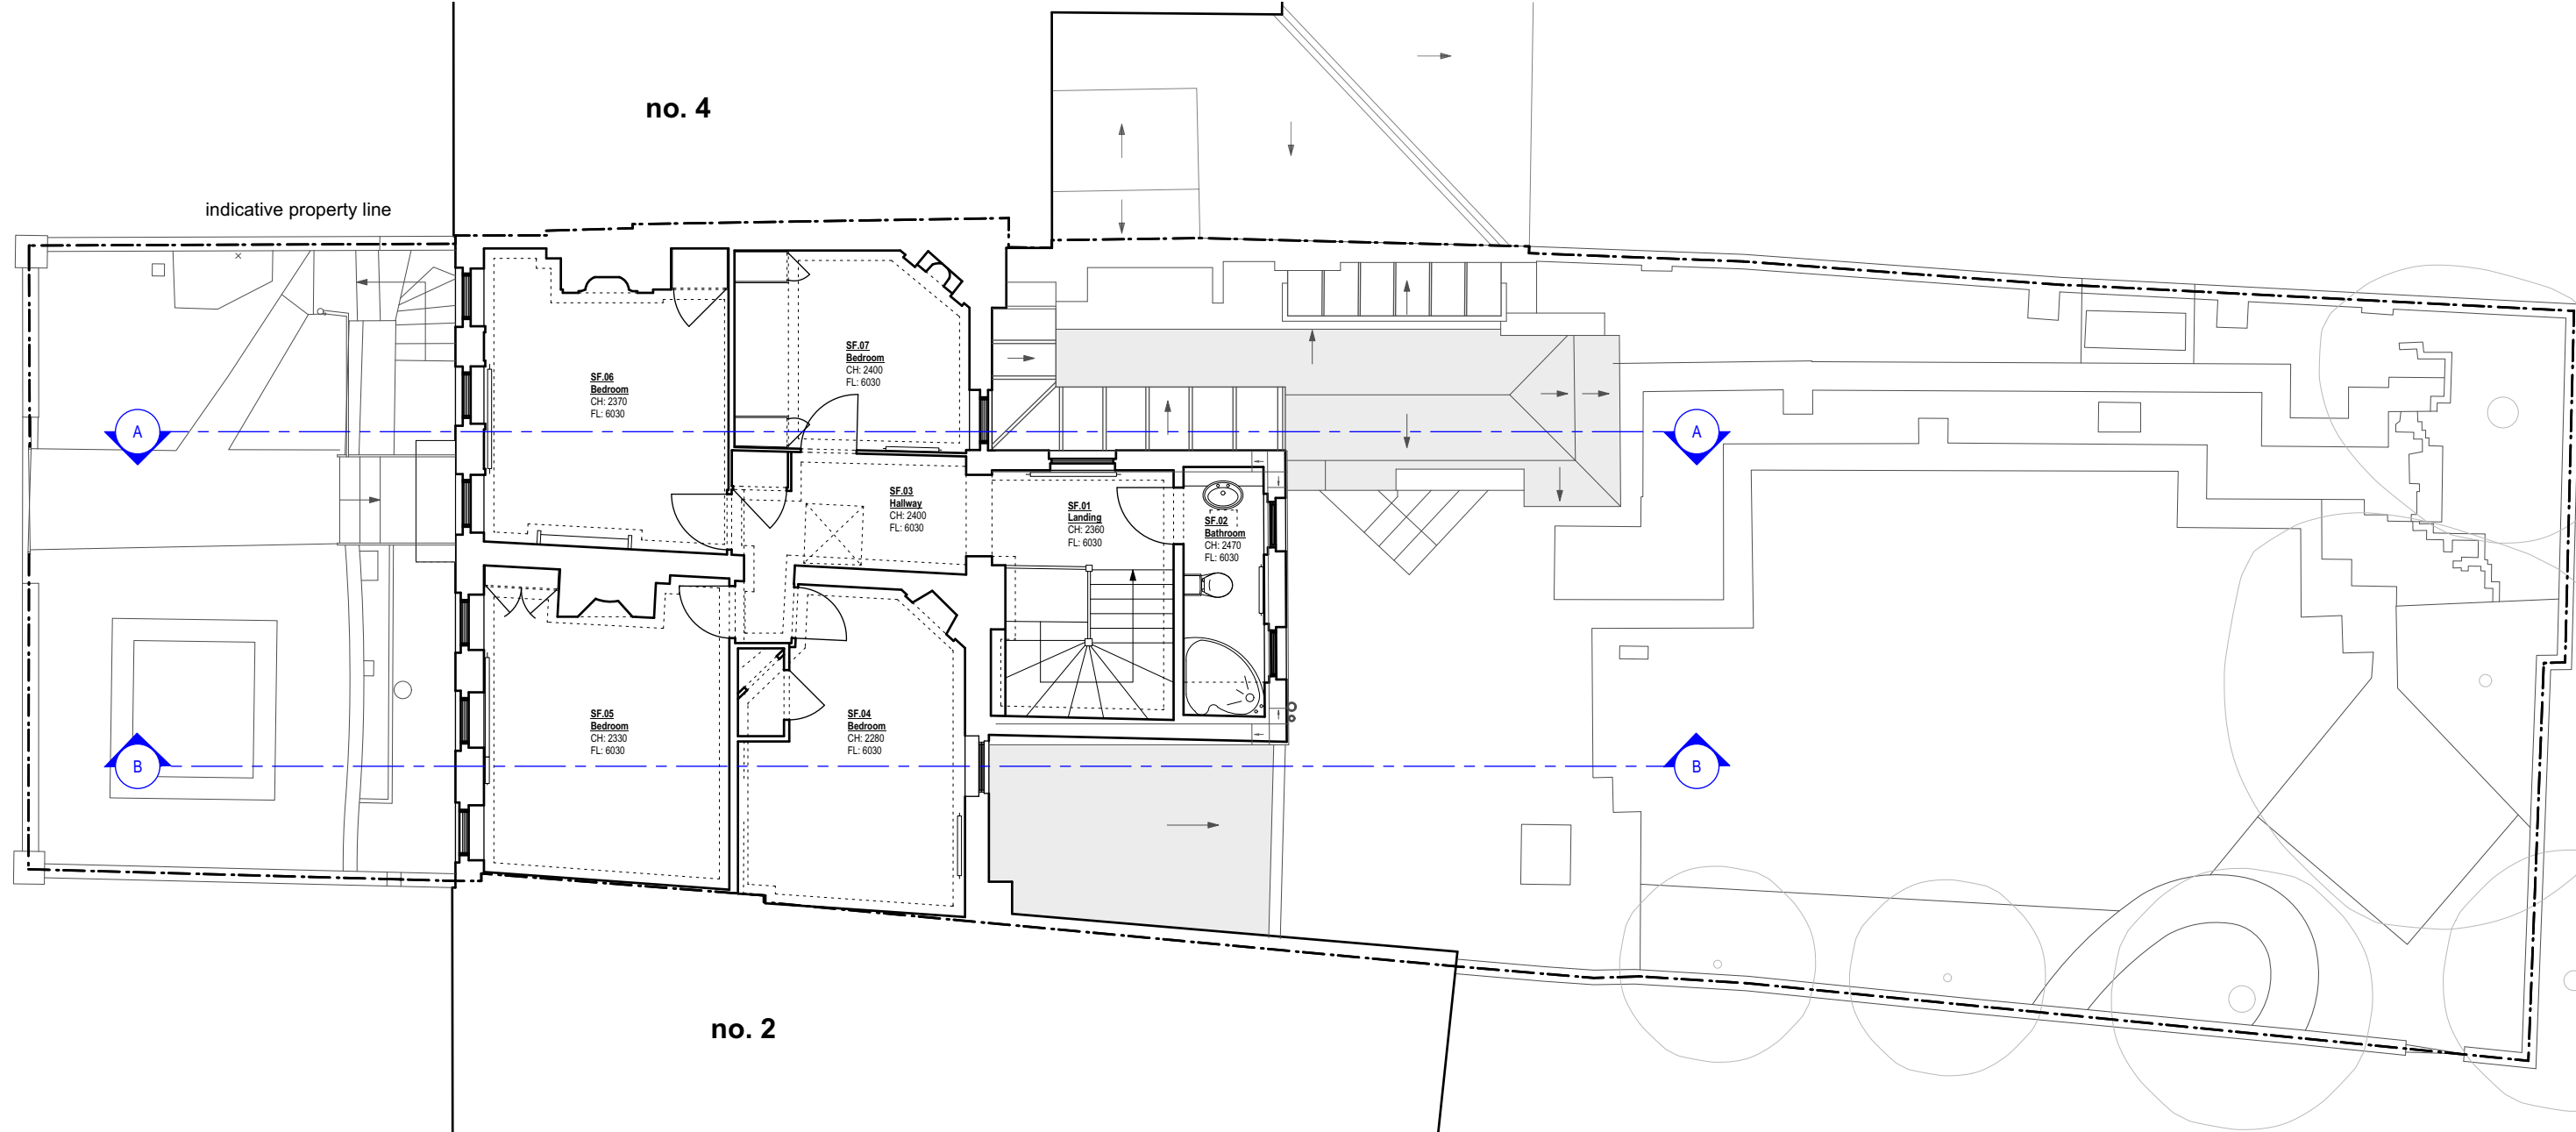 no. 4
indicative property line
SF.07
Bedroom
CH: 2400
FL: 6030
SF.06
Bedroom
CH: 2370
FL: 6030
A
A
SF.03
Hallway
CH: 2400
FL: 6030
SF.01
Landing
CH: 2360
FL: 6030
SF.02
Bathroom
CH: 2470
FL: 6030
SF.05
Bedroom
CH: 2330
FL: 6030
SF.04
Bedroom
CH: 2280
FL: 6030
B
B
no. 2